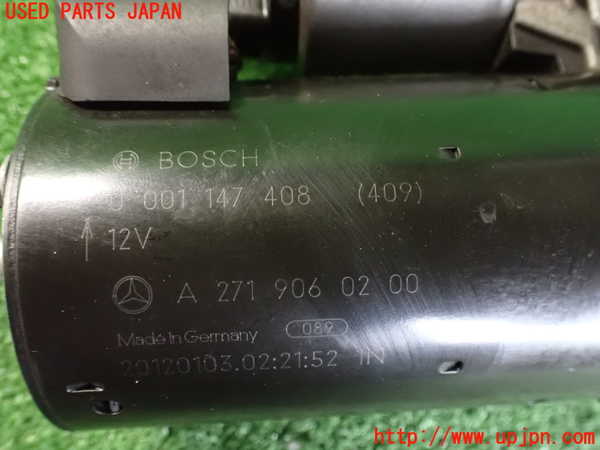 USED PARTS JAPAN
BOSCH
0 001 147 408 (409)
12V
A 271 906 02 00
Made in Germany 089
20120103.02:21:52 IN
http://www.upjpn.com/